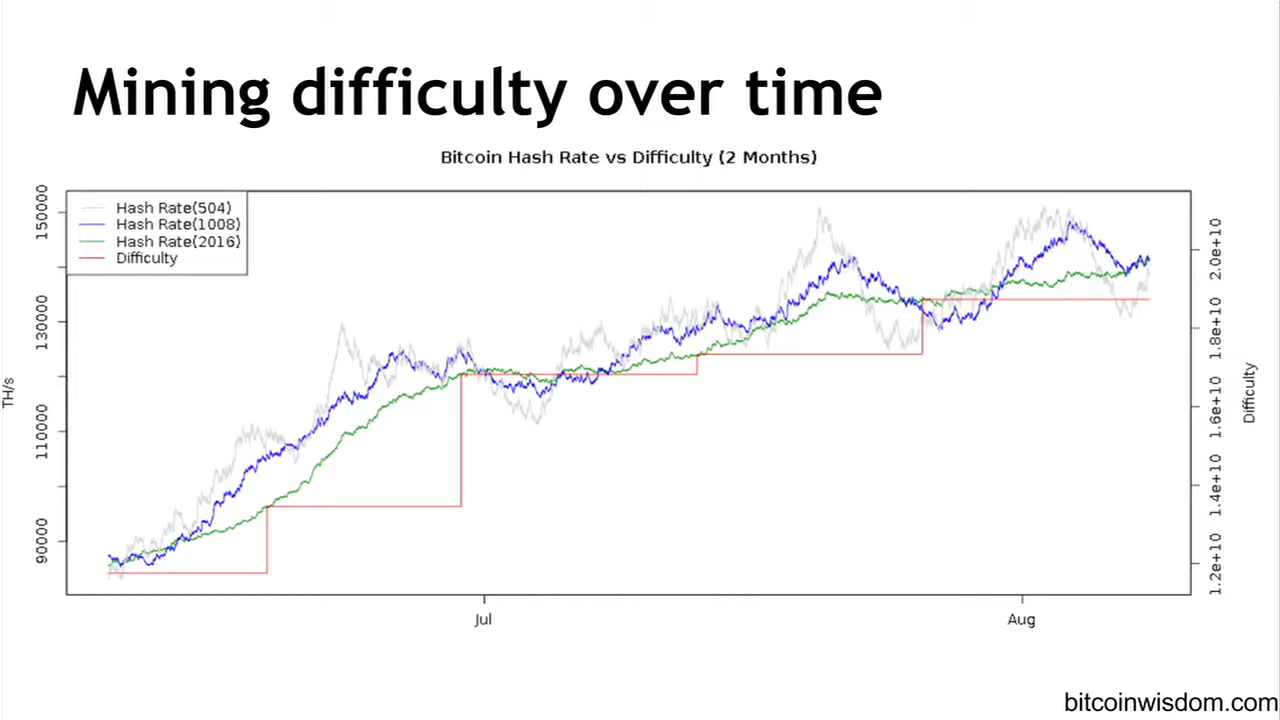 Mining difficulty over time
Bitcoin Hash Rate vs Difficulty (2 Months)
Hash Rate(504)
Hash Rate(1008)
Hash Rate(2016)
Difficulty
TH/s
150000
130000
110000
90000
2.0e+10
1.8e+10
1.6e+10
1.4e+10
1.2e+10
Difficulty
Jul
Aug
bitcoinwisdom.com